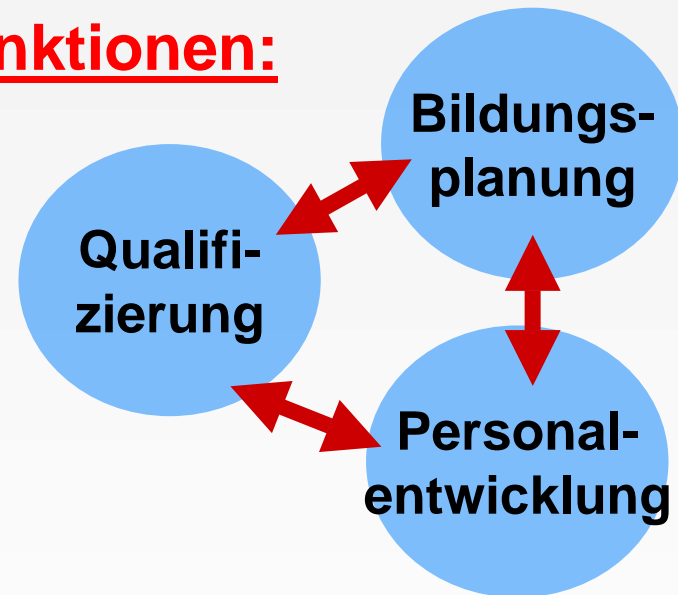 nktionen:
Bildungs-
planung
Qualifi-
zierung
Personal-
entwicklung